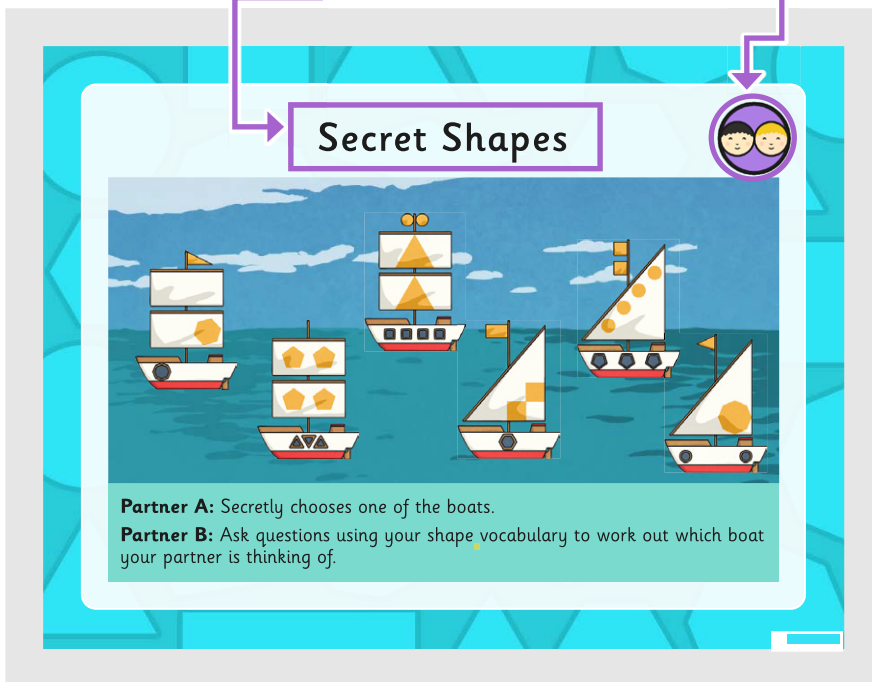 Secret Shapes
Partner A: Secretly chooses one of the boats.
Partner B: Ask questions using your shape vocabulary to work out which boat
your partner is thinking of.